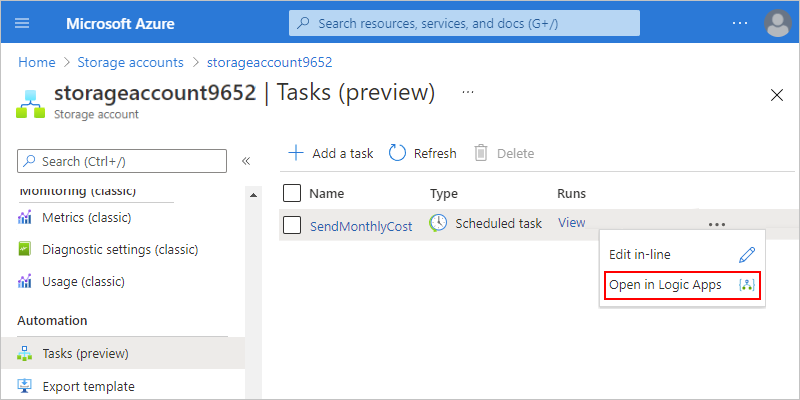 Microsoft Azure
Search resources, services, and docs (G+/)
Home > Storage accounts > storageaccount9652
storageaccount9652 | Tasks (preview)
Storage account
Search (Ctrl+/)
Add a task
Refresh
Delete
Monitoring (classic)
Metrics (classic)
Diagnostic settings (classic)
Usage (classic)
Automation
Tasks (preview)
Export template
Name Type Runs
SendMonthlyCost Scheduled task View
Edit in-line
Open in Logic Apps